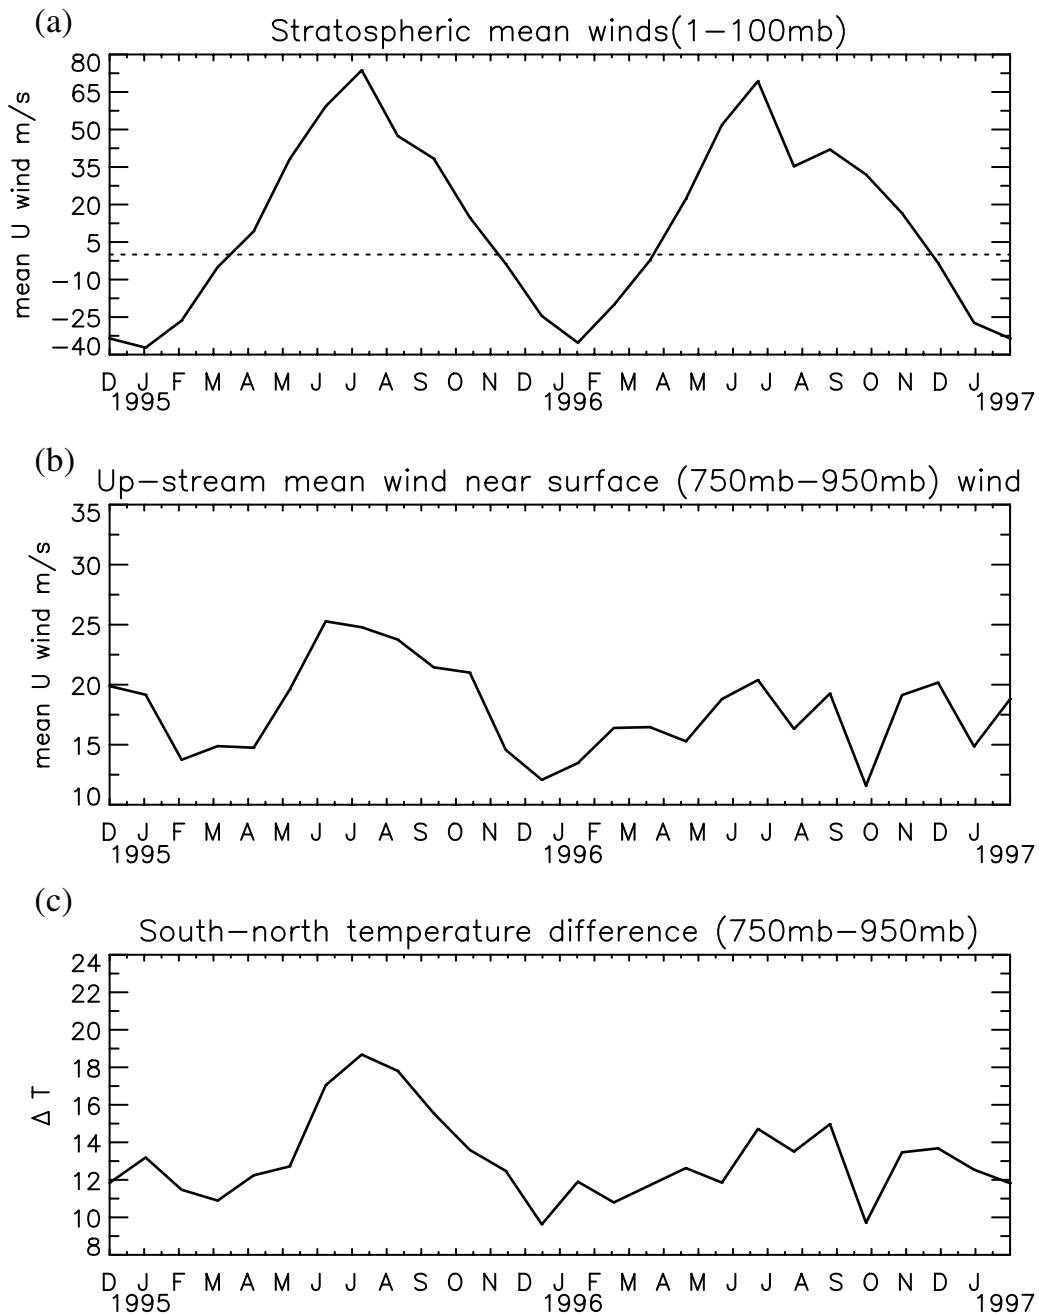 (a)
Stratospheric mean winds(1−100mb)
mean U wind m/s
80
65
50
35
20
5
−10
−25
−40
D J F M A M J J A S O N D J F M A M J J A S O N D J
1995 1996 1997
(b)
Up−stream mean wind near surface (750mb−950mb) wind
mean U wind m/s
35
30
25
20
15
10
D J F M A M J J A S O N D J F M A M J J A S O N D J
1995 1996 1997
(c)
South−north temperature difference (750mb−950mb)
Δ T
24
22
20
18
16
14
12
10
8
D J F M A M J J A S O N D J F M A M J J A S O N D J
1995 1996 1997